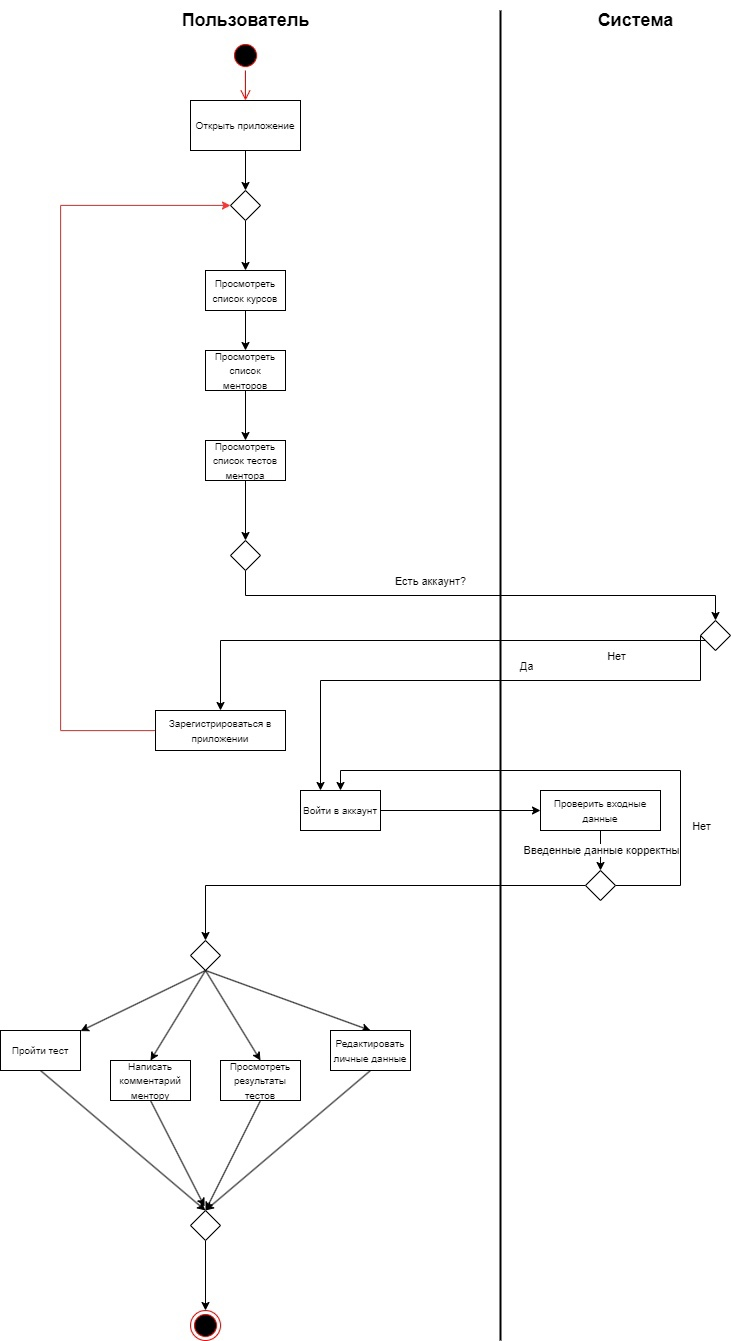 Пользователь
Система
Открыть приложение
Просмотреть
список курсов
Просмотреть
список
менторов
Просмотреть
список тестов
ментора
Есть аккаунт?
Нет
Да
Зарегистрироваться в
приложении
Войти в аккаунт
Проверить входные
данные
Нет
Введенные данные корректны
Пройти тест
Написать
комментарий
ментору
Просмотреть
результаты
тестов
Редактировать
личные данные